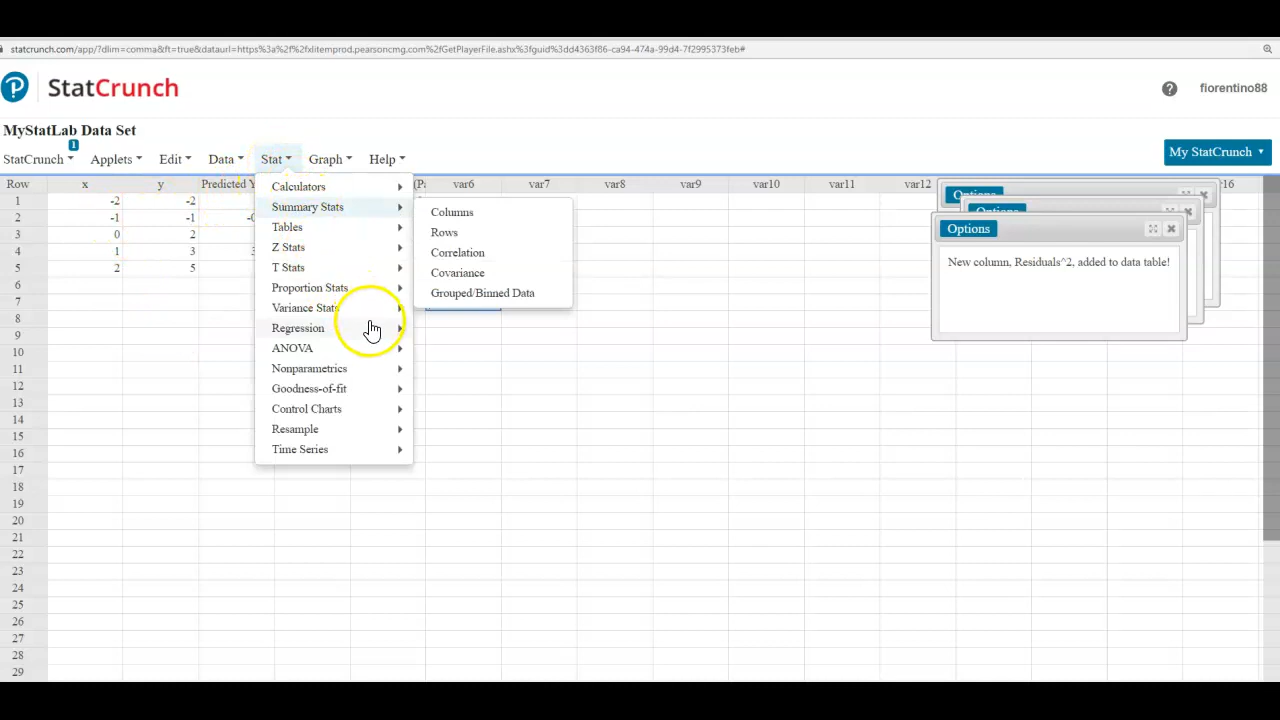 statcrunch.com/app/?dlim=comma&ft=true&dataurl=https%3a%2f%2fxlitemprod.pearsoncmg.com%2fGetPlayerFile.ashx%3fguid%3dd4363f86-ca94-474a-99d4-7f2995373feb#
P StatCrunch
fiorentino88
MyStatLab Data Set
1
StatCrunch Applets Edit Data Stat Graph Help
My StatCrunch
Row x y Predicted Y var6 var7 var8 var9 var10 var11 var12
1 -2 -2
2 -1 -1
3 0 2
4 1 3
5 2 5
6
7
8
9
10
11
12
13
14
15
16
17
18
19
20
21
22
23
24
25
26
27
28
29
Calculators
Summary Stats
Tables
Z Stats
T Stats
Proportion Stats
Variance Stats
Regression
ANOVA
Nonparametrics
Goodness-of-fit
Control Charts
Resample
Time Series
Columns
Rows
Correlation
Covariance
Grouped/Binned Data
Options
Options
Options
New column, Residuals^2, added to data table!